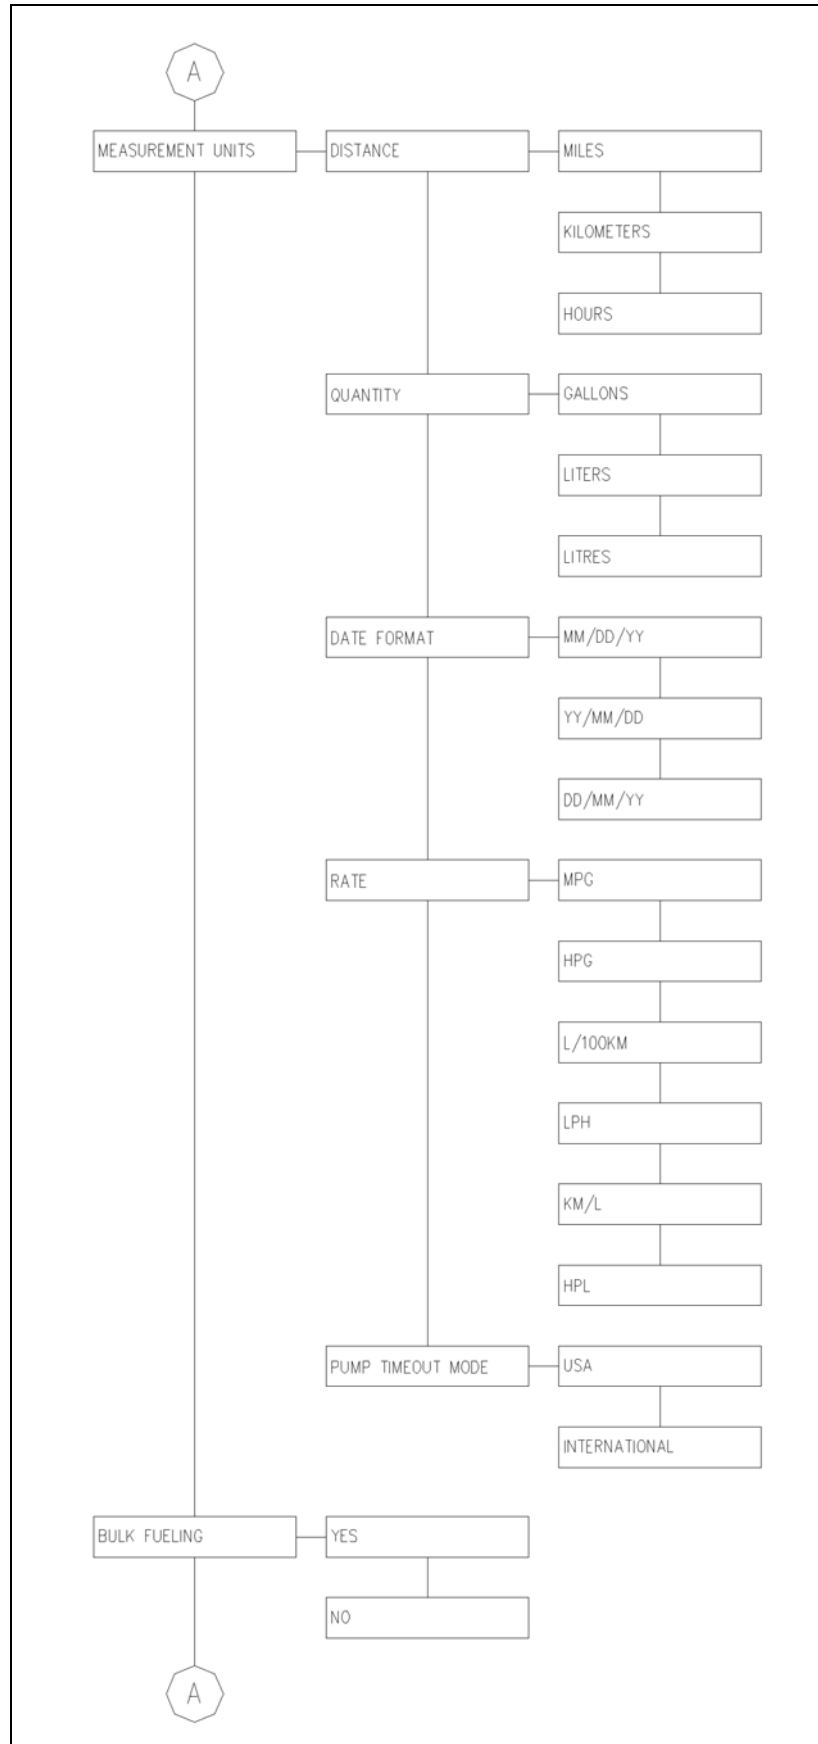 A
MEASUREMENT UNITS
DISTANCE
MILES
KILOMETERS
HOURS
QUANTITY
GALLONS
LITERS
LITRES
DATE FORMAT
MM/DD/YY
YY/MM/DD
DD/MM/YY
RATE
MPG
HPG
L/100KM
LPH
KM/L
HPL
PUMP TIMEOUT MODE
USA
INTERNATIONAL
BULK FUELING
YES
NO
A